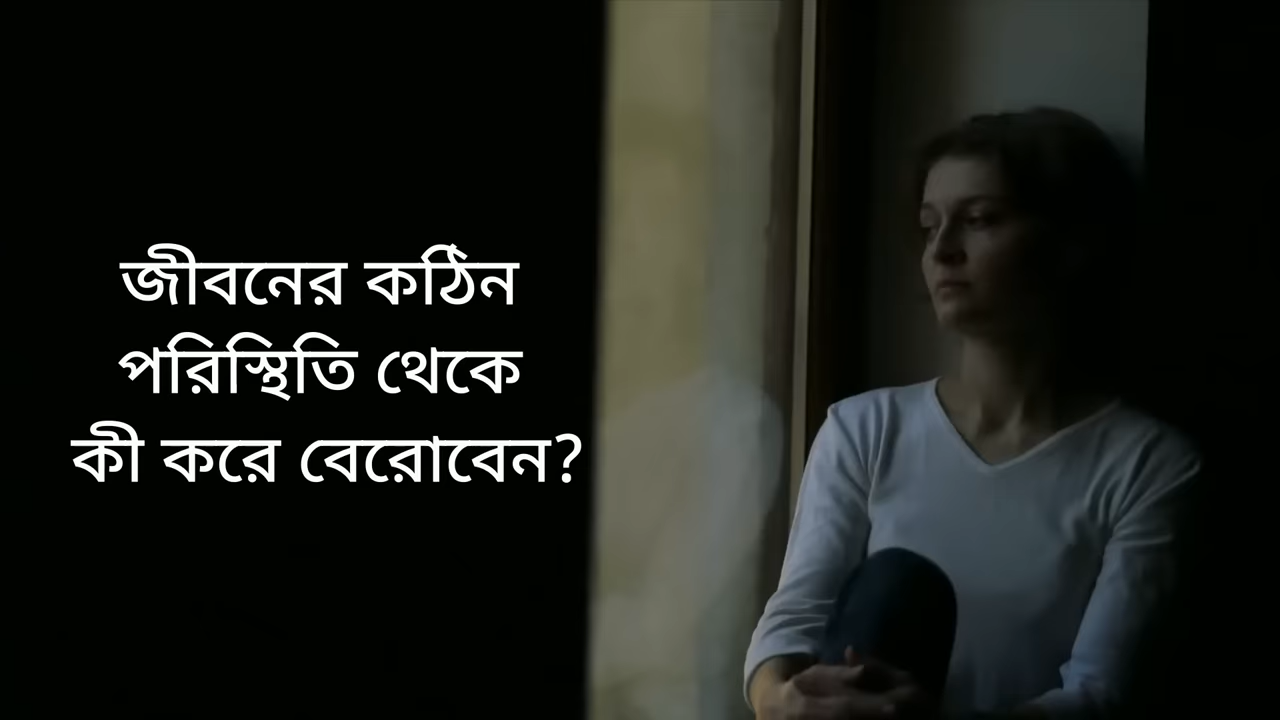 জীবনের কঠিন
পরিস্থিতি থেকে
কী করে বেরোবেন?